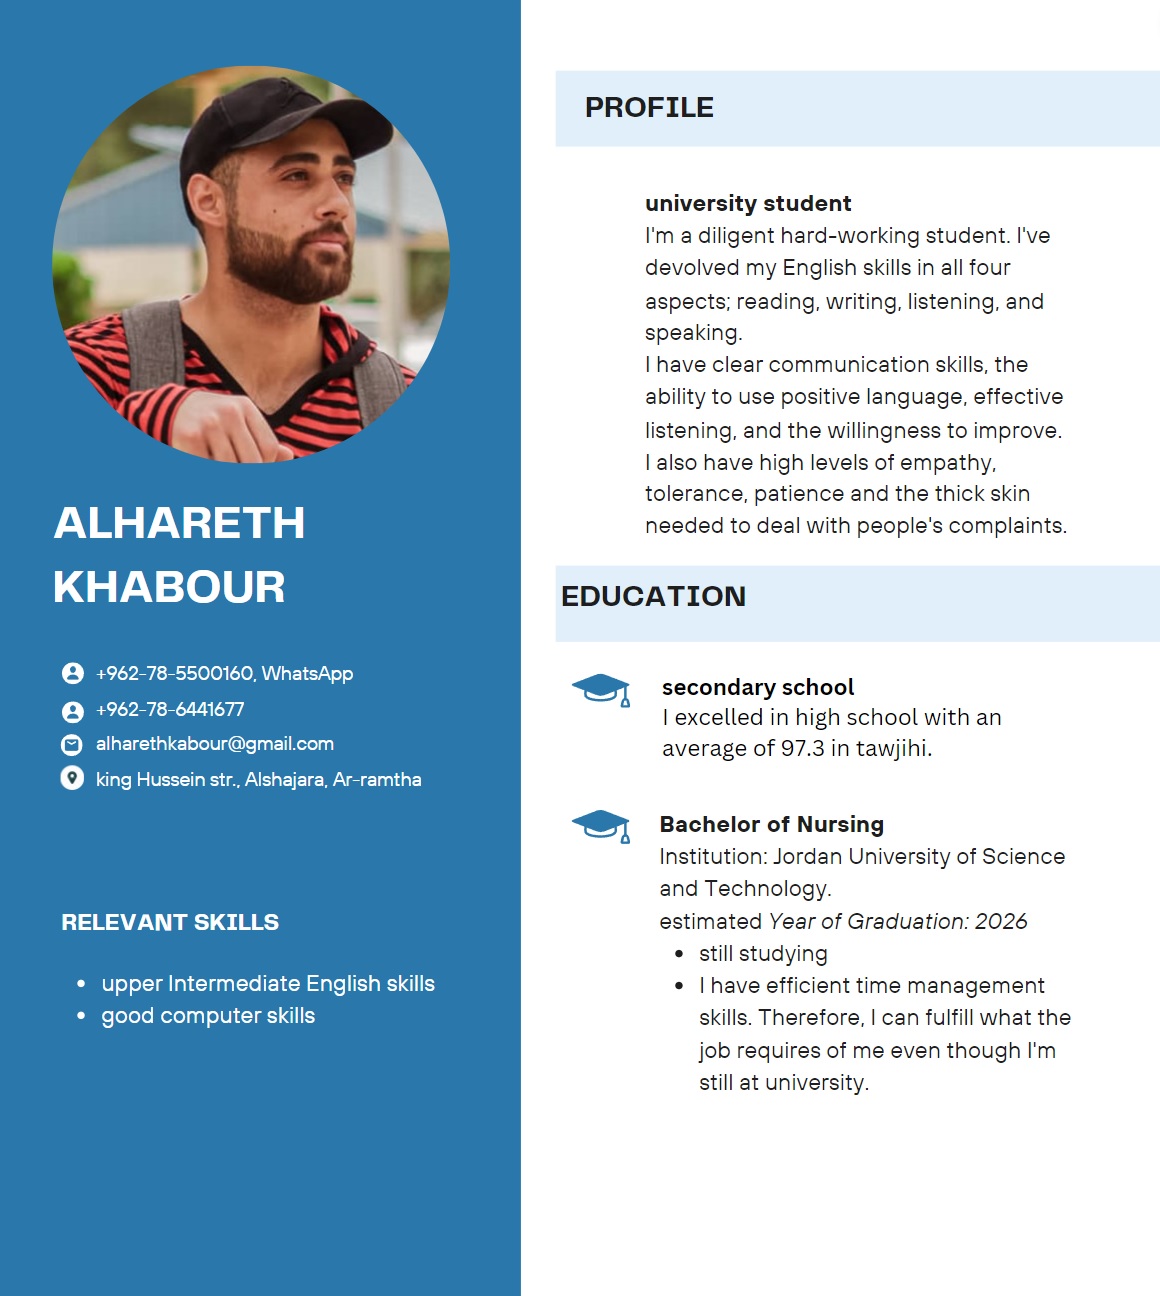 ALHARETH
KHABOUR
+962-78-5500160, WhatsApp
+962-78-6441677
alharethkabour@gmail.com
king Hussein str., Alshajara, Ar-ramtha
RELEVANT SKILLS
• upper Intermediate English skills
• good computer skills
PROFILE
university student
I'm a diligent hard-working student. I've
devolved my English skills in all four
aspects; reading, writing, listening, and
speaking.
I have clear communication skills, the
ability to use positive language, effective
listening, and the willingness to improve.
I also have high levels of empathy,
tolerance, patience and the thick skin
needed to deal with people's complaints.
EDUCATION
secondary school
I excelled in high school with an
average of 97.3 in tawjihi.
Bachelor of Nursing
Institution: Jordan University of Science
and Technology.
estimated Year of Graduation: 2026
• still studying
• I have efficient time management
skills. Therefore, I can fulfill what the
job requires of me even though I'm
still at university.